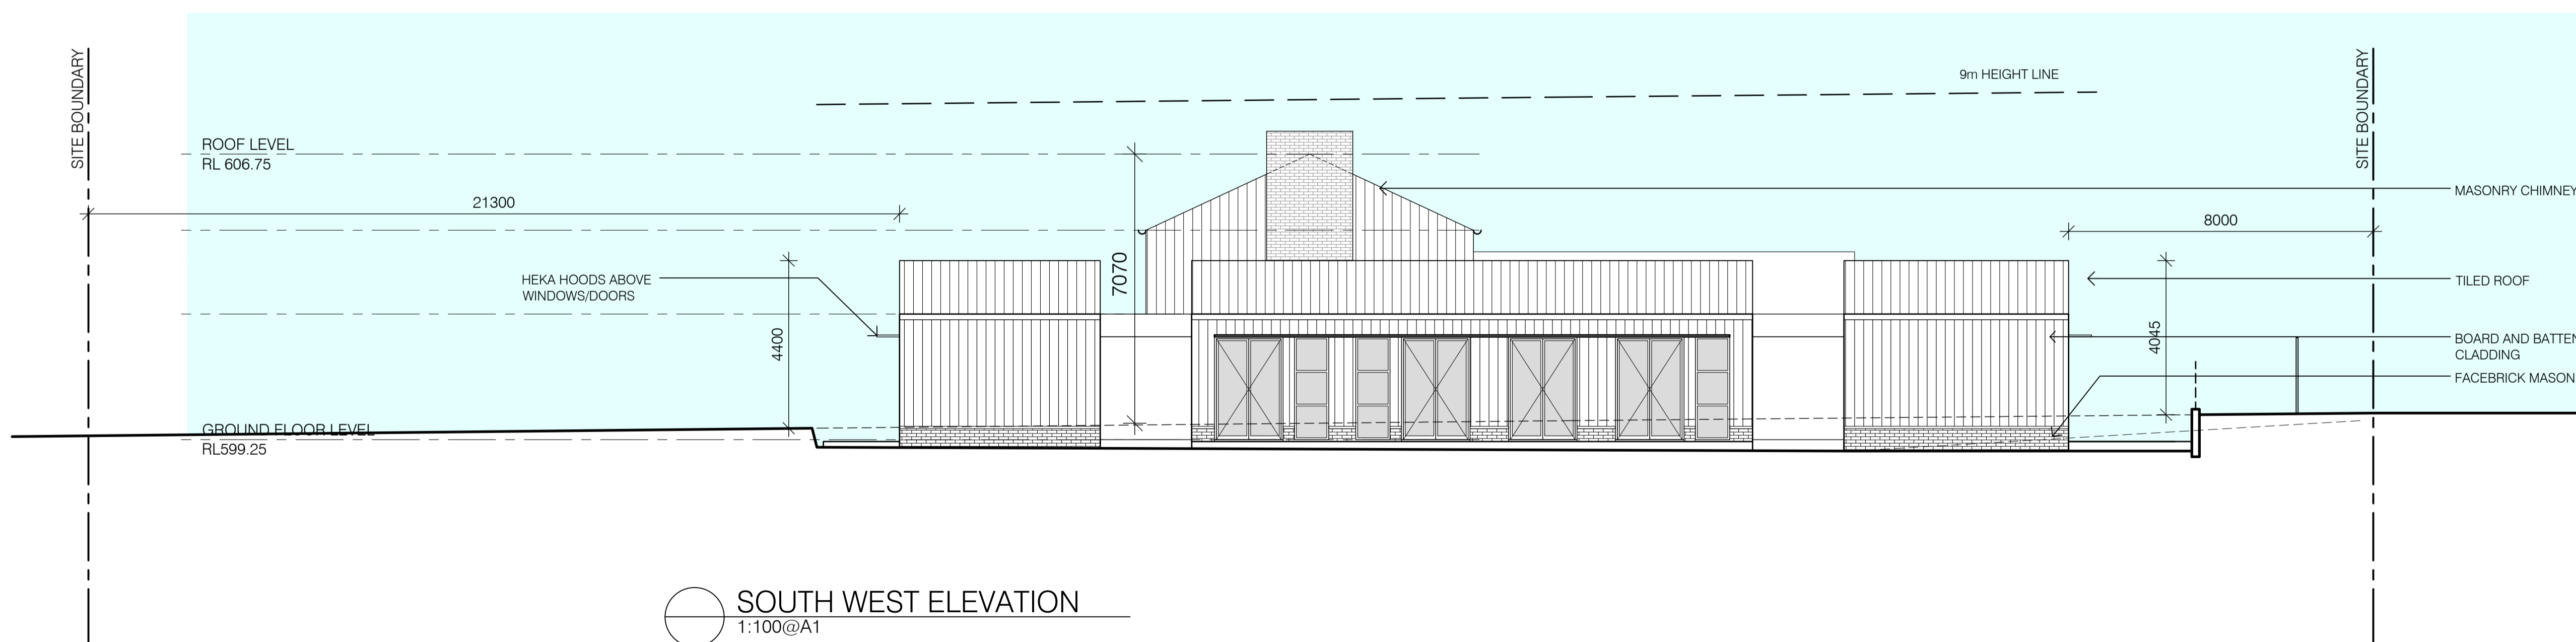 SITE BOUNDARY
9m HEIGHT LINE
SITE BOUNDARY
ROOF LEVEL
RL 606.75
MASONRY CHIMNEY
21300
8000
7070
HEKA HOODS ABOVE
WINDOWS/DOORS
TILED ROOF
4400
4045
BOARD AND BATTEN
CLADDING
FACEBRICK MASON
GROUND FLOOR LEVEL
RL599.25
SOUTH WEST ELEVATION
1:100@A1